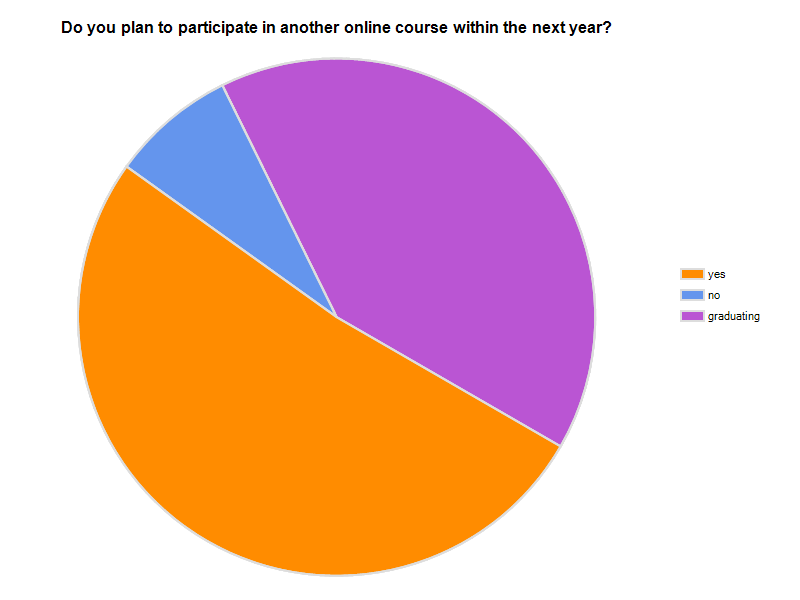 Do you plan to participate in another online course within the next year?
yes
no
graduating